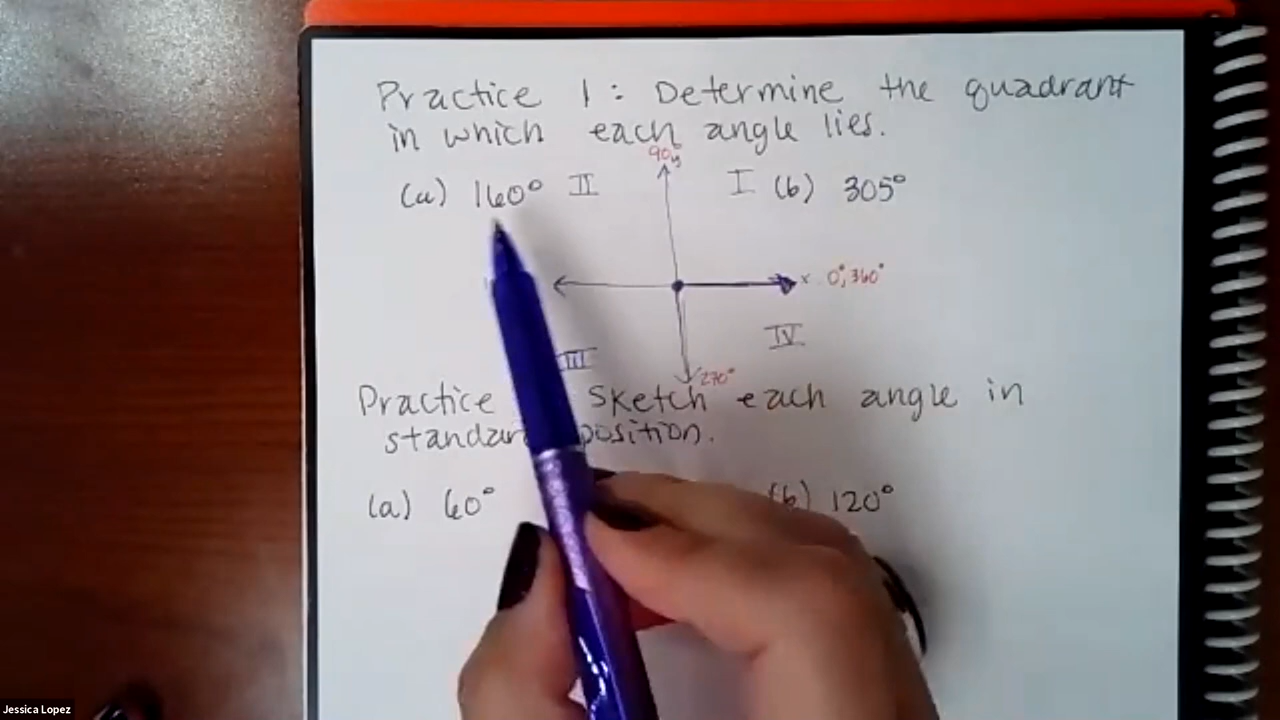 Practice 1: Determine the quadrant
in which each angle lies.
90°
(a) 160° II y I (b) 305°
x 0°, 360°
III IV
270°
Practice Sketch each angle in
position.
(a) 60° (b) 120°
Jessica Lopez